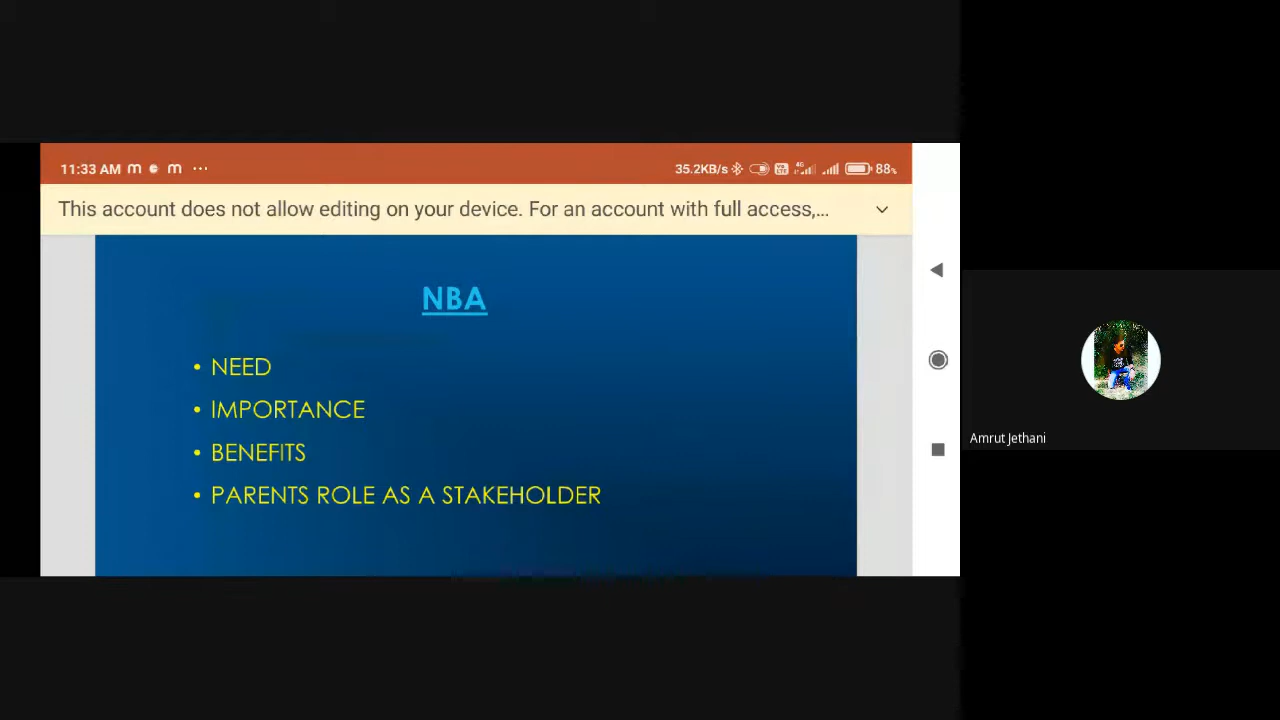 11:33 AM m e m ...
35.2KB/s 4G 88%
This account does not allow editing on your device. For an account with full access,...
NBA
• NEED
• IMPORTANCE
• BENEFITS
• PARENTS ROLE AS A STAKEHOLDER
Amrut Jethani